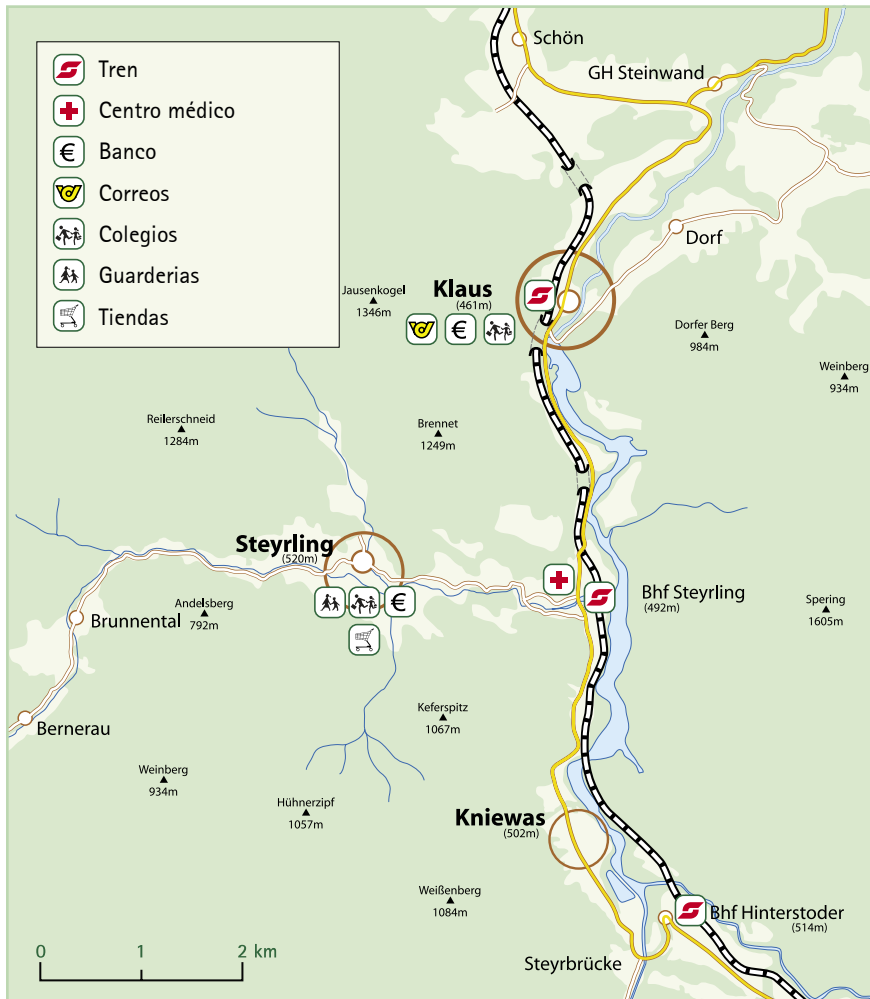 Tren
Centro médico
€ Banco
Correos
Colegios
Guarderias
Tiendas
Schön
GH Steinwand
Dorf
Jausenkogel
1346m
Klaus
(461m)
€
Dorfer Berg
984m
Weinberg
934m
Reilerschneid
1284m
Brennet
1249m
Steyrling
(520m)
€
Bhf Steyrling
(492m)
Spering
1605m
Andelsberg
792m
Brunnental
Bernerau
Keferspitz
1067m
Weinberg
934m
Hühnerzipf
1057m
Kniewas
(502m)
Weißenberg
1084m
Bhf Hinterstoder
(514m)
Steyrbrücke
0 1 2 km